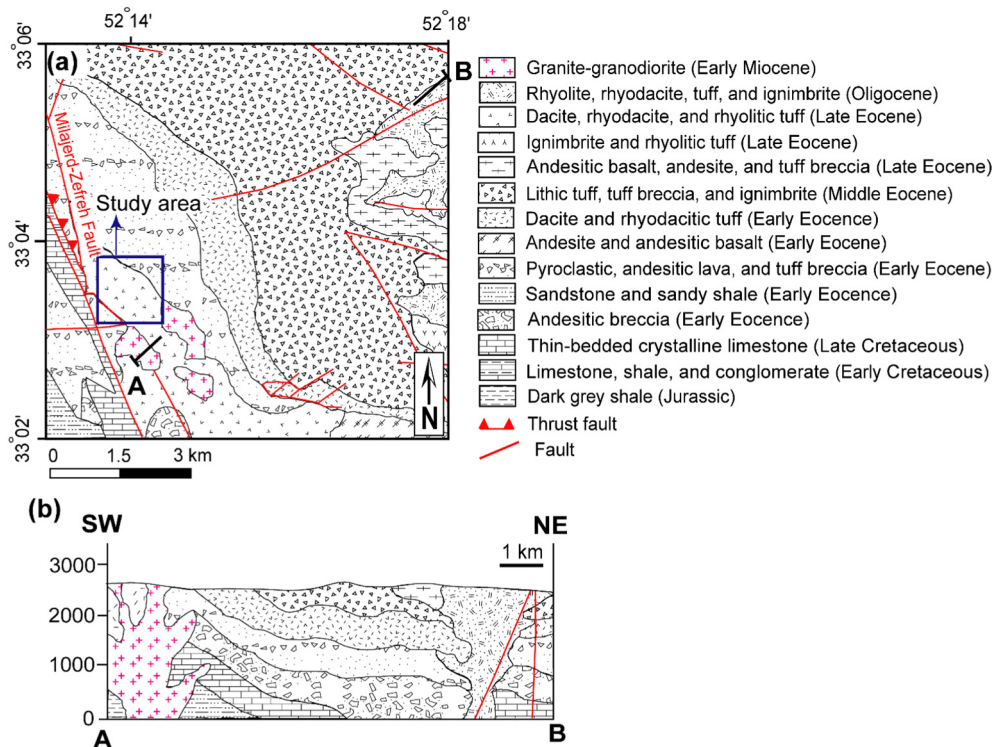 52°14' 52°18'
33°06'
(a)
B
Milajerd-Zefreh Fault
Study area
33°04'
A
N
33°02'
0 1.5 3 km
Granite-granodiorite (Early Miocene)
Rhyolite, rhyodacite, tuff, and ignimbrite (Oligocene)
Dacite, rhyodacite, and rhyolitic tuff (Late Eocene)
Ignimbrite and rhyolitic tuff (Late Eocene)
Andesitic basalt, andesite, and tuff breccia (Late Eocene)
Lithic tuff, tuff breccia, and igninbrite (Middle Eocene)
Dacite and rhyodacitic tuff (Early Eocence)
Andesite and andesitic basalt (Early Eocene)
Pyroclastic, andesitic lava, and tuff breccia (Early Eocene)
Sandstone and sandy shale (Early Eocence)
Andesitic breccia (Early Eocence)
Thin-bedded crystalline limestone (Late Cretaceous)
Limestone, shale, and conglomerate (Early Cretaceous)
Dark grey shale (Jurassic)
Thrust fault
Fault
(b)
SW NE
1 km
3000
2000
1000
0
A B